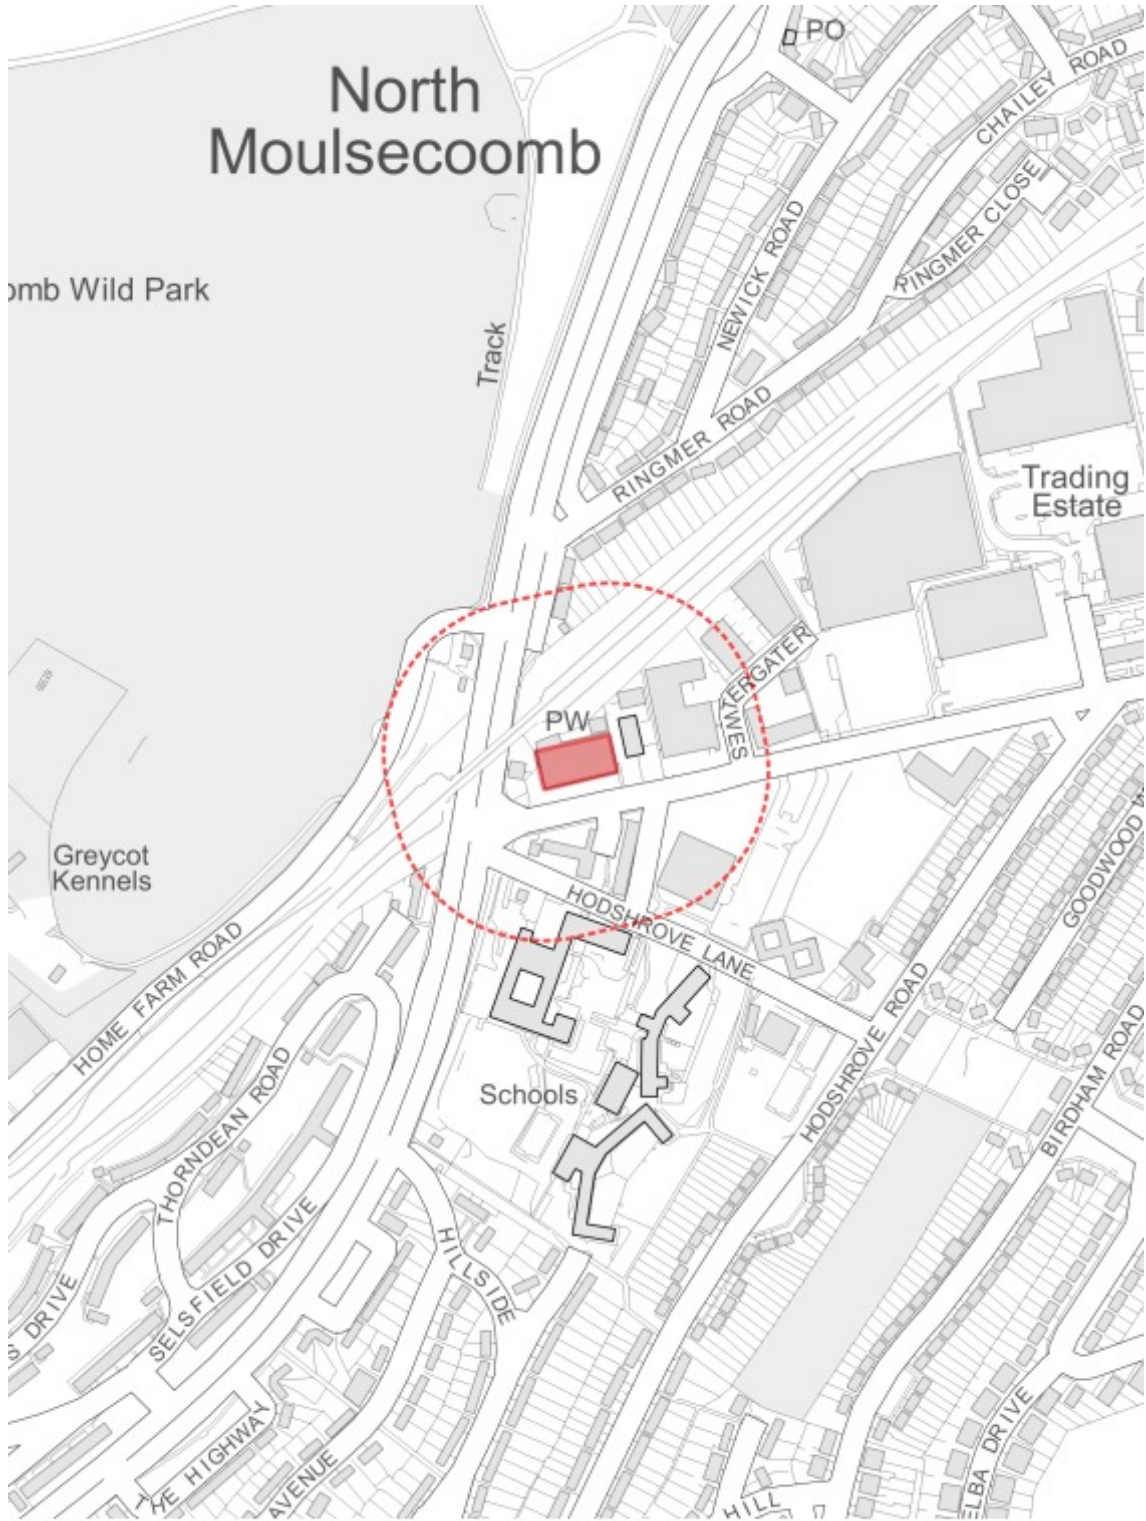 PO
North
Moulsecoomb
CHAILEY ROAD
RINGMER CLOSE
NEWICK ROAD
omb Wild Park
Track
RINGMER ROAD
Trading
Estate
WESTERGATE R
PW
Greycot
Kennels
HODSHROVE LANE
GOODWOOD W
HOME FARM ROAD
HODSHROVE ROAD
BIRDHAM ROAD
Schools
THORNDEAN ROAD
SELSFIELD DRIVE
HILLSIDE
S DRIVE
THE HIGHWAY
AVENUE
HILL
ELBA DRIVE